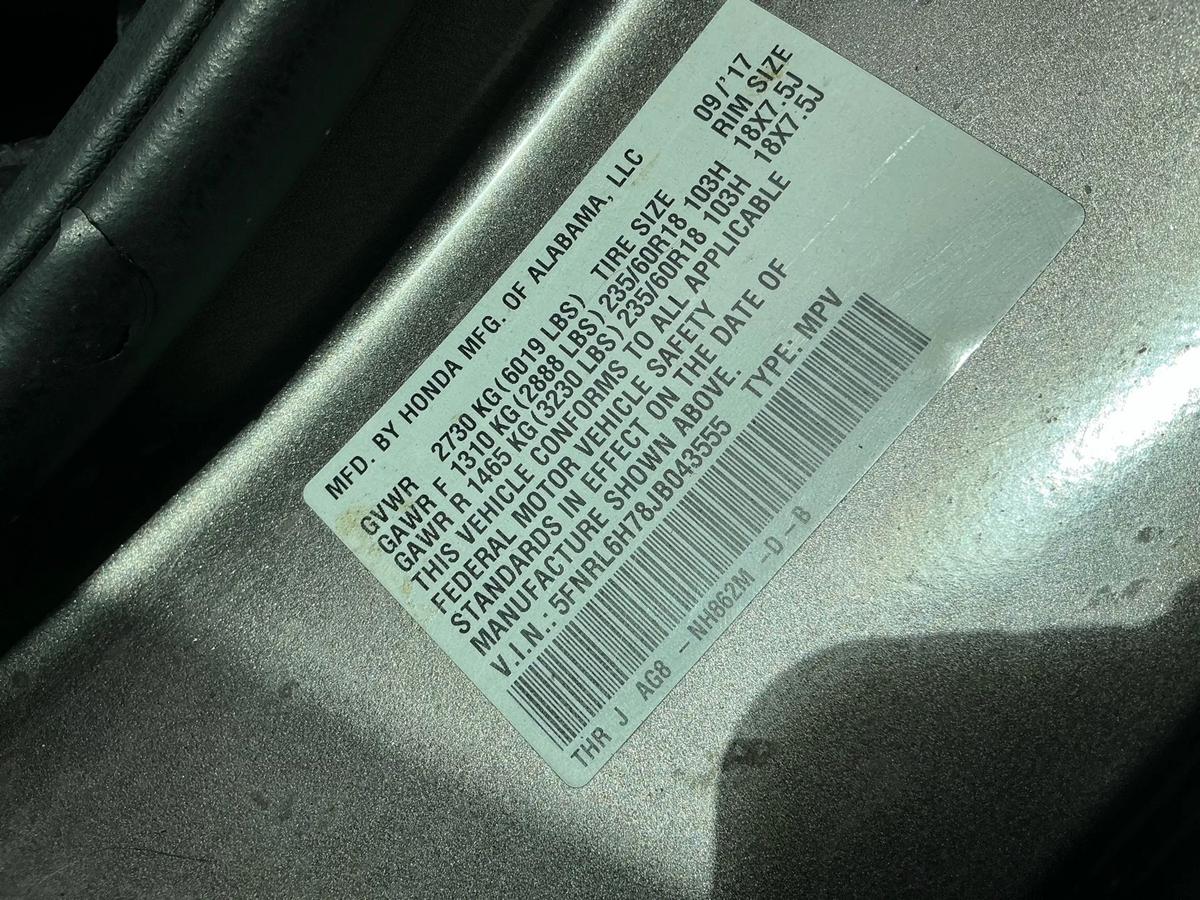 MFD. BY HONDA MFG. OF ALABAMA, LLC 09/'17
GVWR 2730 KG(6019 LBS) TIRE SIZE RIM SIZE
GAWR F 1310 KG(2888 LBS) 235/60R18 103H 18X7.5J
GAWR R 1465 KG(3230 LBS) 235/60R18 103H 18X7.5J
THIS VEHICLE CONFORMS TO ALL APPLICABLE
FEDERAL MOTOR VEHICLE SAFETY
STANDARDS IN EFFECT ON THE DATE OF
MANUFACTURE SHOWN ABOVE.
V.I.N.: 5FNRL6H78JB043555 TYPE: MPV
THR J AG8 – NH862M –D –B